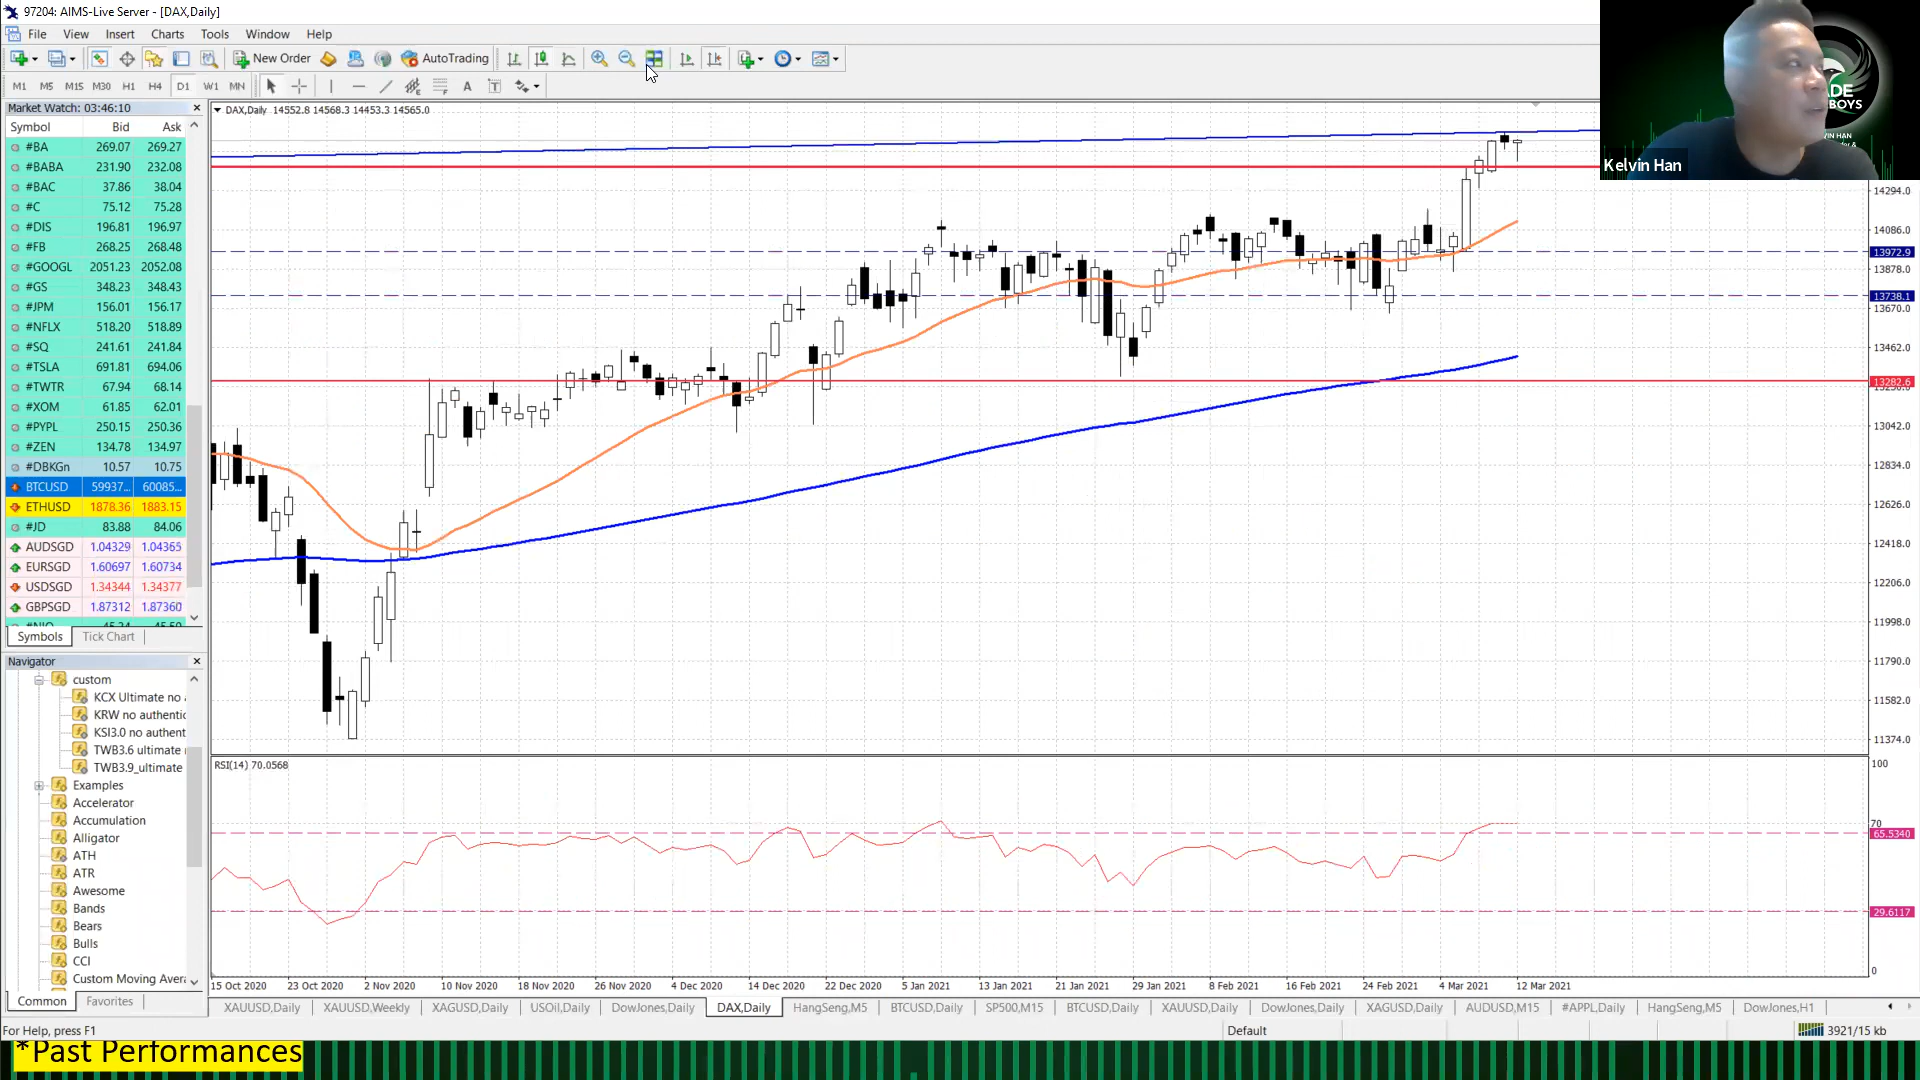 97204: AIMS-Live Server - [DAX,Daily]
File View Insert Charts Tools Window Help
New Order AutoTrading
M1 M5 M15 M30 H1 H4 D1 W1 MN A T
Market Watch: 03:46:10
Symbol Bid Ask
#BA 269.07 269.27
#BABA 231.90 232.08
#BAC 37.86 38.04
#C 75.12 75.28
#DIS 196.81 196.97
#FB 268.25 268.48
#GOOGL 2051.23 2052.08
#GS 348.23 348.43
#JPM 156.01 156.17
#NFLX 518.20 518.89
#SQ 241.61 241.84
#TSLA 691.81 694.06
#TWTR 67.94 68.14
#XOM 61.85 62.01
#PYPL 250.15 250.36
#ZEN 134.78 134.97
#DBKGn 10.57 10.75
BTCUSD 59937... 60085...
ETHUSD 1878.36 1883.15
#JD 83.88 84.06
AUDSGD 1.04329 1.04365
EURSGD 1.60697 1.60734
USDSGD 1.34344 1.34377
GBPSGD 1.87312 1.87360
Symbols Tick Chart
Navigator
custom
KCX Ultimate no
KRW no authentic
KSI3.0 no authent
TWB3.6 ultimate
TWB3.9_ultimate
Examples
Accelerator
Accumulation
Alligator
ATH
ATR
Awesome
Bands
Bears
Bulls
CCI
Custom Moving Avera
Common Favorites
DAX,Daily 14552.8 14568.3 14453.3 14565.0
14294.0
14086.0
13972.9
13878.0
13738.1
13670.0
13462.0
13282.6
13042.0
12834.0
12626.0
12418.0
12206.0
11998.0
11790.0
11582.0
11374.0
RSI(14) 70.0568
100
70
65.5340
29.6117
0
15 Oct 2020 23 Oct 2020 2 Nov 2020 10 Nov 2020 18 Nov 2020 26 Nov 2020 4 Dec 2020 14 Dec 2020 22 Dec 2020 5 Jan 2021 13 Jan 2021 21 Jan 2021 29 Jan 2021 8 Feb 2021 16 Feb 2021 24 Feb 2021 4 Mar 2021 12 Mar 2021
XAUUSD,Daily XAUUSD,Weekly XAGUSD,Daily USOil,Daily DowJones,Daily DAX,Daily HangSeng,M5 BTCUSD,Daily SP500,M15 BTCUSD,Daily XAUUSD,Daily DowJones,Daily XAGUSD,Daily AUDUSD,M15 #APPL,Daily HangSeng,M5 DowJones,H1
For Help, press F1 Default 3921/15 kb
*Past Performances
Kelvin Han